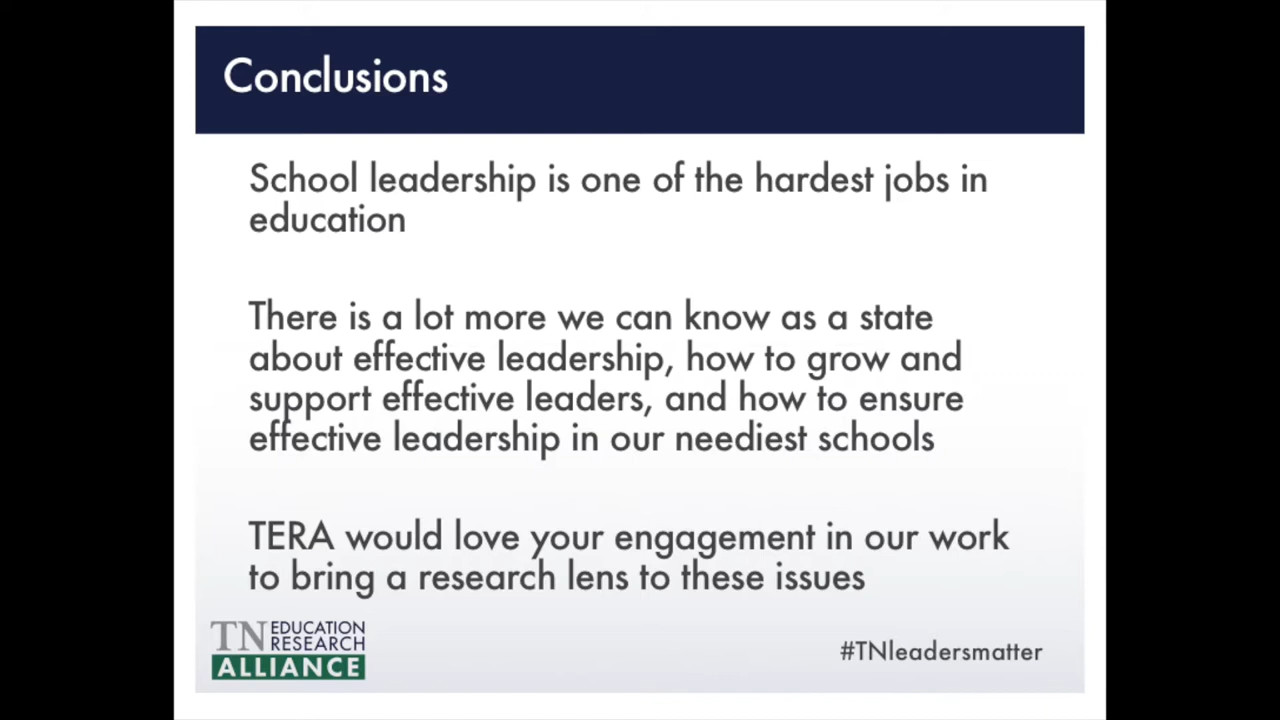 Conclusions
School leadership is one of the hardest jobs in
education
There is a lot more we can know as a state
about effective leadership, how to grow and
support effective leaders, and how to ensure
effective leadership in our neediest schools
TERA would love your engagement in our work
to bring a research lens to these issues
TN EDUCATION
RESEARCH
ALLIANCE
#TNleadersmatter